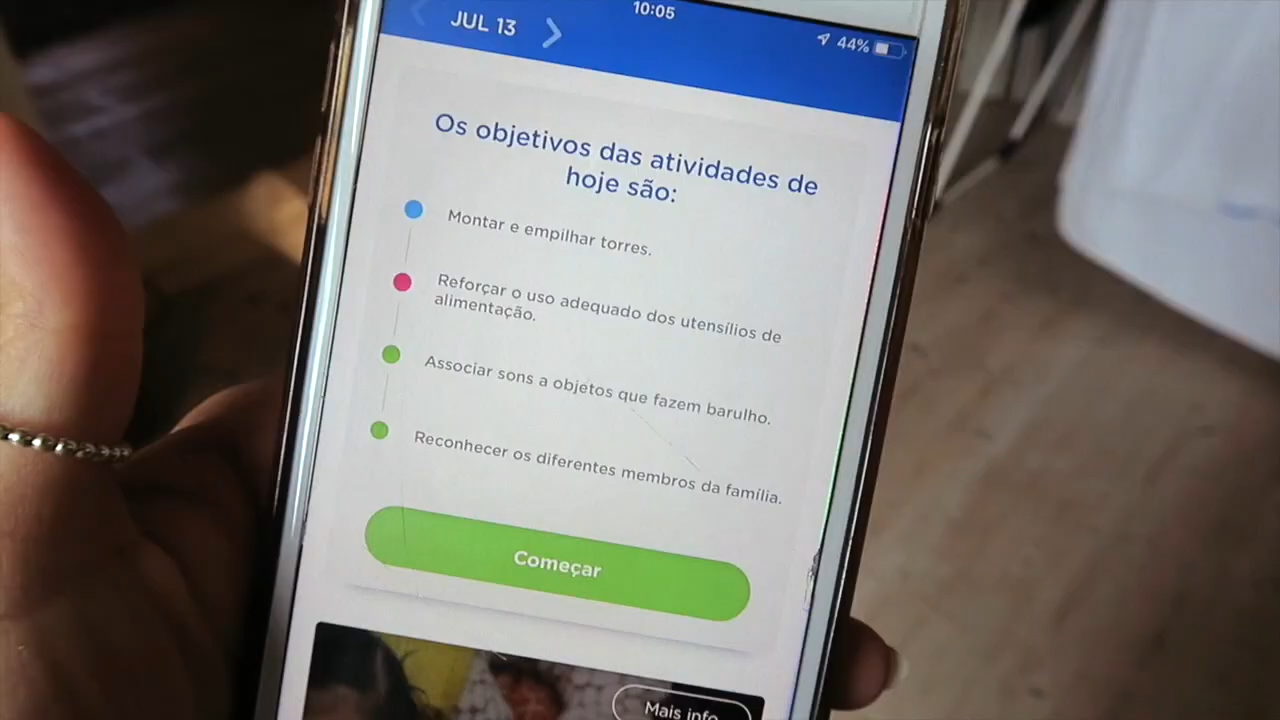 10:05
44%
JUL 13
Os objetivos das atividades de
hoje são:
Montar e empilhar torres.
Reforçar o uso adequado dos utensílios de
alimentação.
Associar sons a objetos que fazem barulho.
Reconhecer os diferentes membros da família.
Começar
Mais info